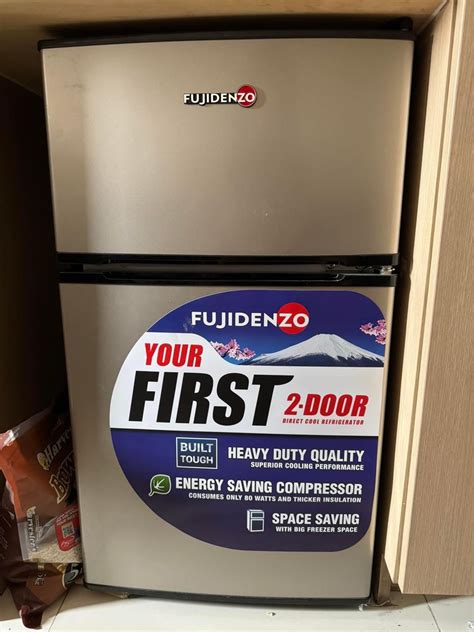 FUJIDENZO
FUJIDENZO
YOUR
FIRST 2-DOOR
DIRECT COOL REFRIGERATOR
BUILT
TOUGH
HEAVY DUTY QUALITY
SUPERIOR COOLING PERFORMANCE
ENERGY SAVING COMPRESSOR
CONSUMES ONLY 80 WATTS AND THICKER INSULATION
SPACE SAVING
WITH BIG FREEZER SPACE